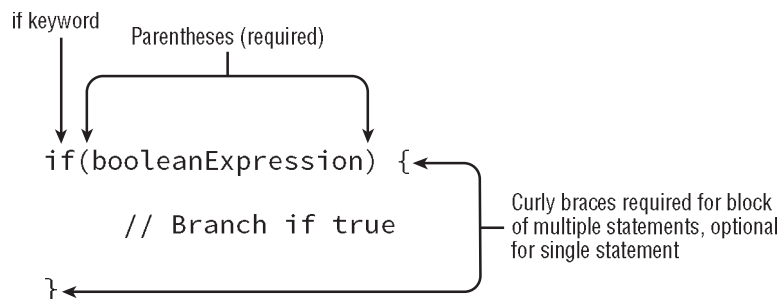 if keyword
Parentheses (required)
if(booleanExpression) {
// Branch if true
Curly braces required for block
of multiple statements, optional
for single statement
}